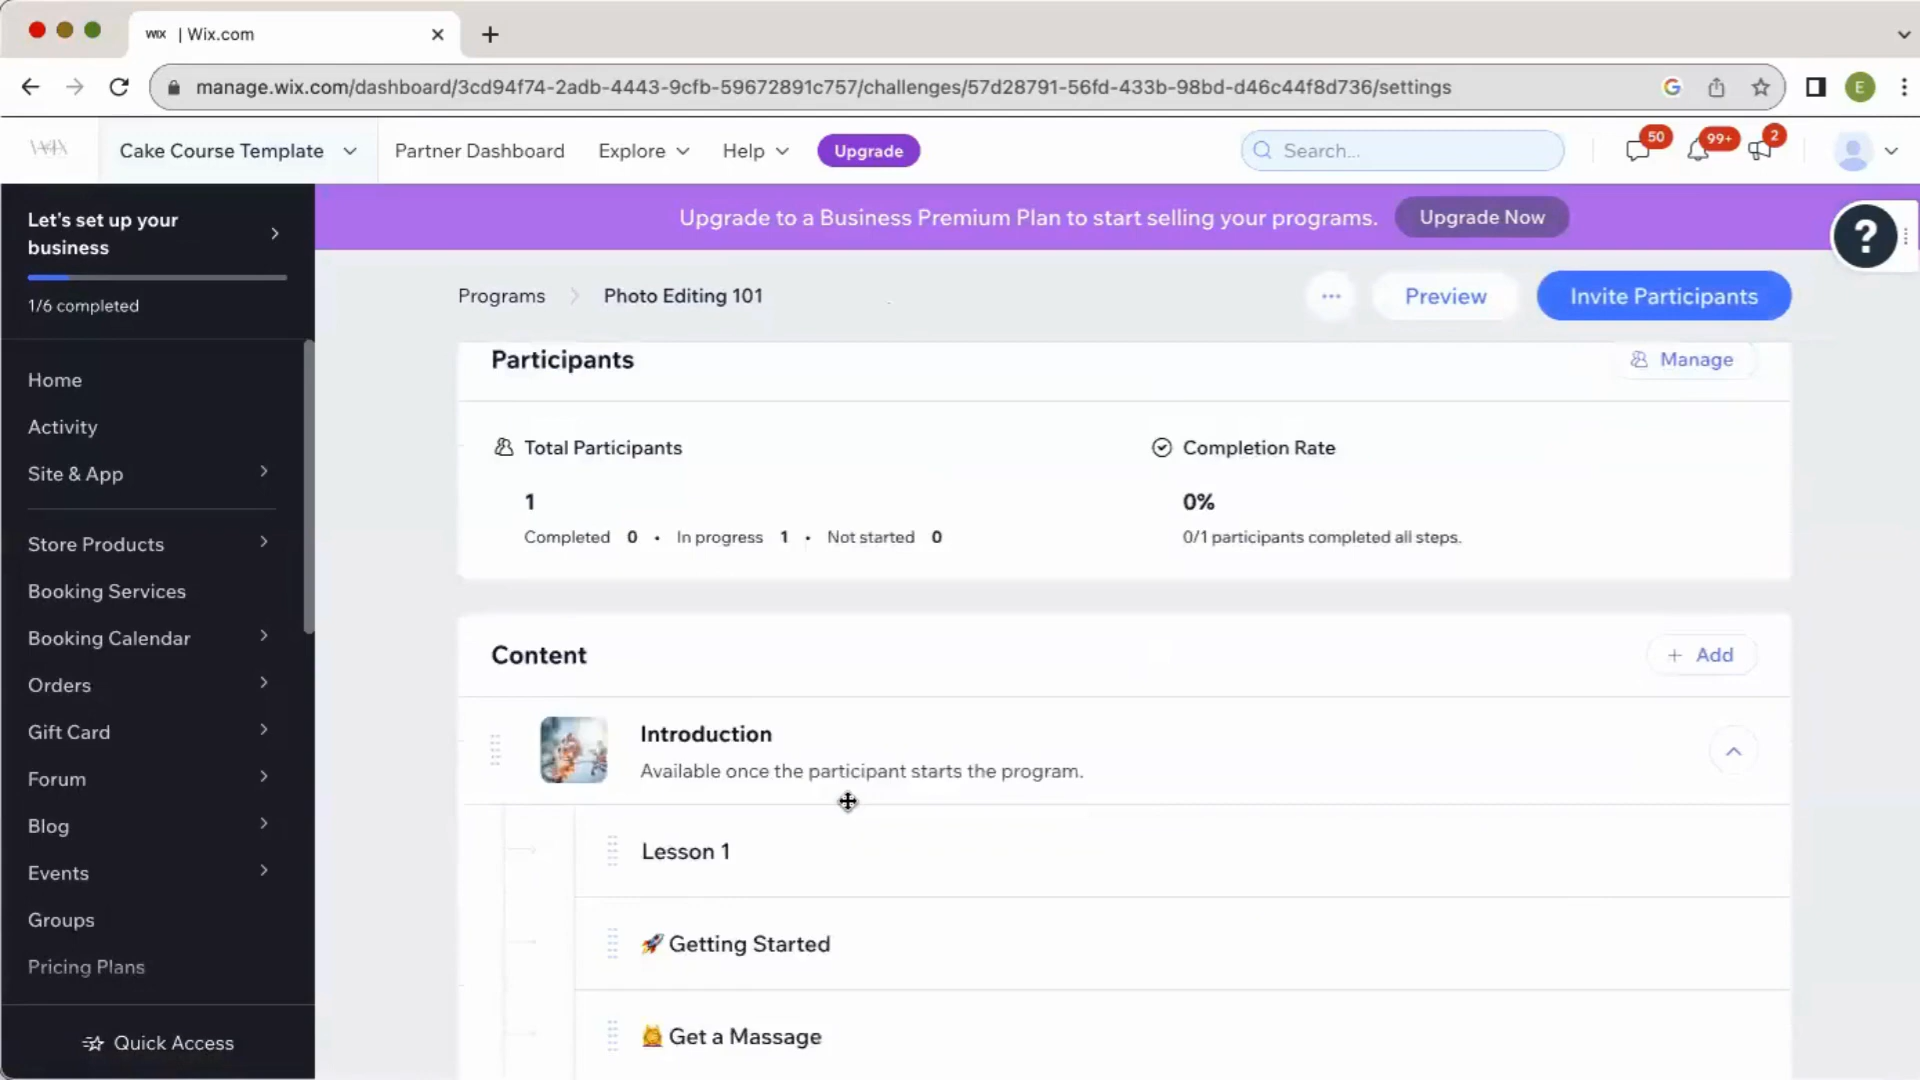 WIX | Wix.com
manage.wix.com/dashboard/3cd94f74-2adb-4443-9cfb-59672891c757/challenges/57d28791-56fd-433b-98bd-d46c44f8d736/settings
G
E
WIX
Cake Course Template
Partner Dashboard
Explore
Help
Upgrade
Search...
50
99+
2
Let's set up your
business
1/6 completed
Upgrade to a Business Premium Plan to start selling your programs.
Upgrade Now
?
Programs
Photo Editing 101
Preview
Invite Participants
Home
Activity
Site & App
Store Products
Booking Services
Booking Calendar
Orders
Gift Card
Forum
Blog
Events
Groups
Pricing Plans
Quick Access
Participants
Manage
Total Participants
1
Completed 0 • In progress 1 • Not started 0
Completion Rate
0%
0/1 participants completed all steps.
Content
+ Add
Introduction
Available once the participant starts the program.
Lesson 1
🚀 Getting Started
💆 Get a Massage